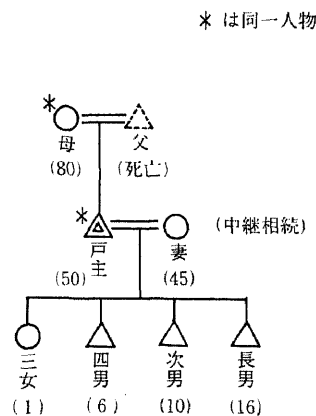 * は同一人物
*
母
父
(80)
(死亡)
*
戸主
妻
(中継相続)
(50)
(45)
三女
四男
次男
長男
(1)
(6)
(10)
(16)